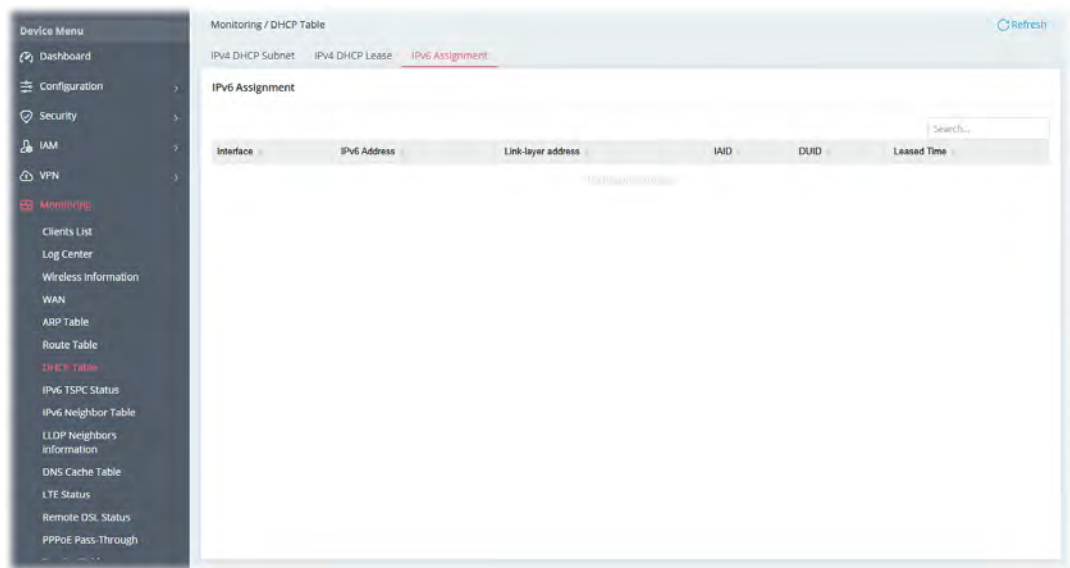 Device Menu
Dashboard
Configuration
Security
IAM
VPN
Monitoring
Clients List
Log Center
Wireless Information
WAN
ARP Table
Route Table
DHCP Table
IPv6 TSPC Status
IPv6 Neighbor Table
LLDP Neighbors
information
DNS Cache Table
LTE Status
Remote DSL Status
PPPoE Pass-Through
Monitoring / DHCP Table
Refresh
IPv4 DHCP Subnet IPv4 DHCP Lease IPv6 Assignment
IPv6 Assignment
Search...
Interface IPv6 Address Link-layer address IAID DUID Leased Time